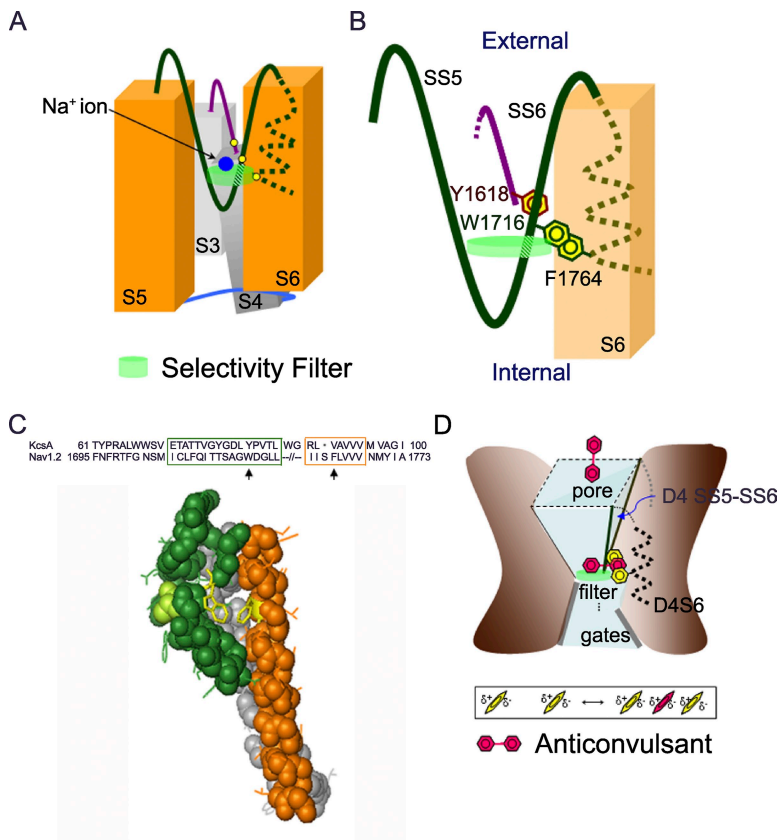 A
Na⁺ ion
S3
S5
S4
S6
Selectivity Filter
B
External
SS5
SS6
Y1618
W1716
F1764
S6
Internal
C
KcsA 61 TYPRALWWSV ETATTVGYGDL YPVTL WG RL * VAVVV M VAG I 100
Nav1.2 1695 FNFRTFG NSM I CLFQI TTSAGWDGLL --//-- I I S FLVVV NMY I A 1773
D
pore
D4 SS5-SS6
filter
D4S6
gates
δ⁺ δ⁻ δ⁺ δ⁻ ↔ δ⁺ δ⁻ δ⁺ δ⁻ δ⁺ δ⁻
Anticonvulsant